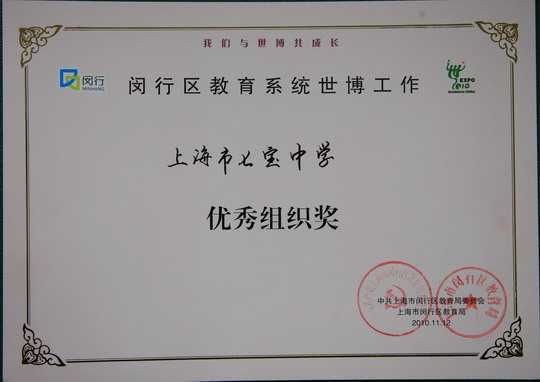 我们与世博共成长
闵行
MINHANG
闵行区教育系统世博工作
EXPO
2010
上海市七宝中学
优秀组织奖
中共上海市闵行区教育局委员会
上海市闵行区教育局
2010.11.12